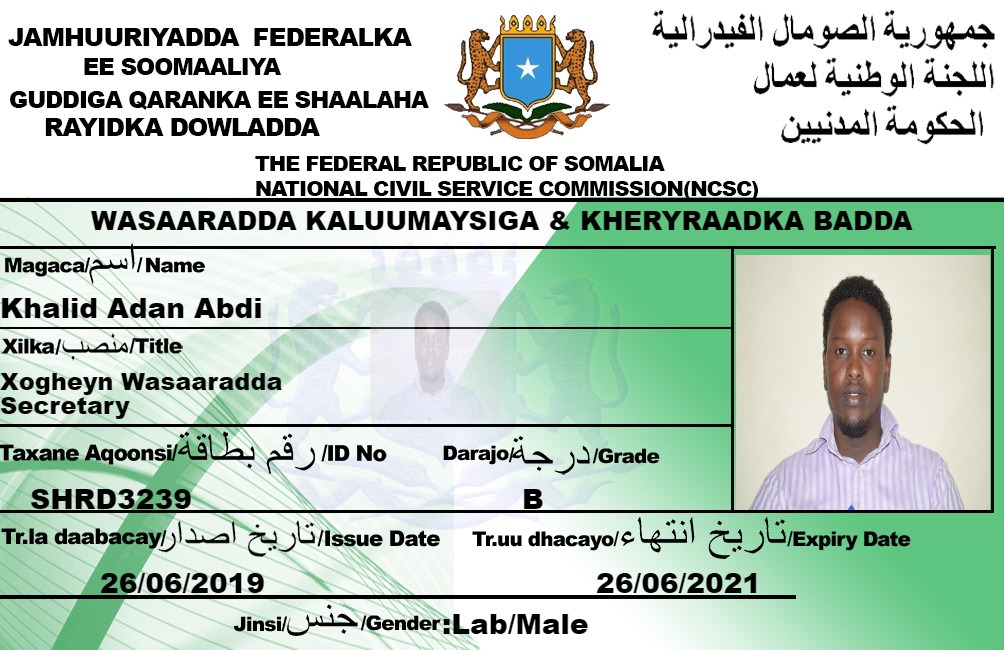 JAMHUURIYADDA FEDERALKA
EE SOOMAALIYA
GUDDIGA QARANKA EE SHAALAHA
RAYIDKA DOWLADDA
جمهورية الصومال الفيدرالية
اللجنة الوطنية لعمال
الحكومة المدنيين
THE FEDERAL REPUBLIC OF SOMALIA
NATIONAL CIVIL SERVICE COMMISSION(NCSC)
WASAARADDA KALUUMAYSIGA & KHERYRAADKA BADDA
Magaca/اسم/Name
Khalid Adan Abdi
Xilka/منصب/Title
Xogheyn Wasaaradda
Secretary
Taxane Aqoonsi/رقم بطاقة/ID No
Darajo/درجة/Grade
SHRD3239
B
Tr.la daabacay/تاريخ اصدار/Issue Date
Tr.uu dhacayo/تاريخ انتهاء/Expiry Date
26/06/2019
26/06/2021
Jinsi/جنس/Gender:Lab/Male